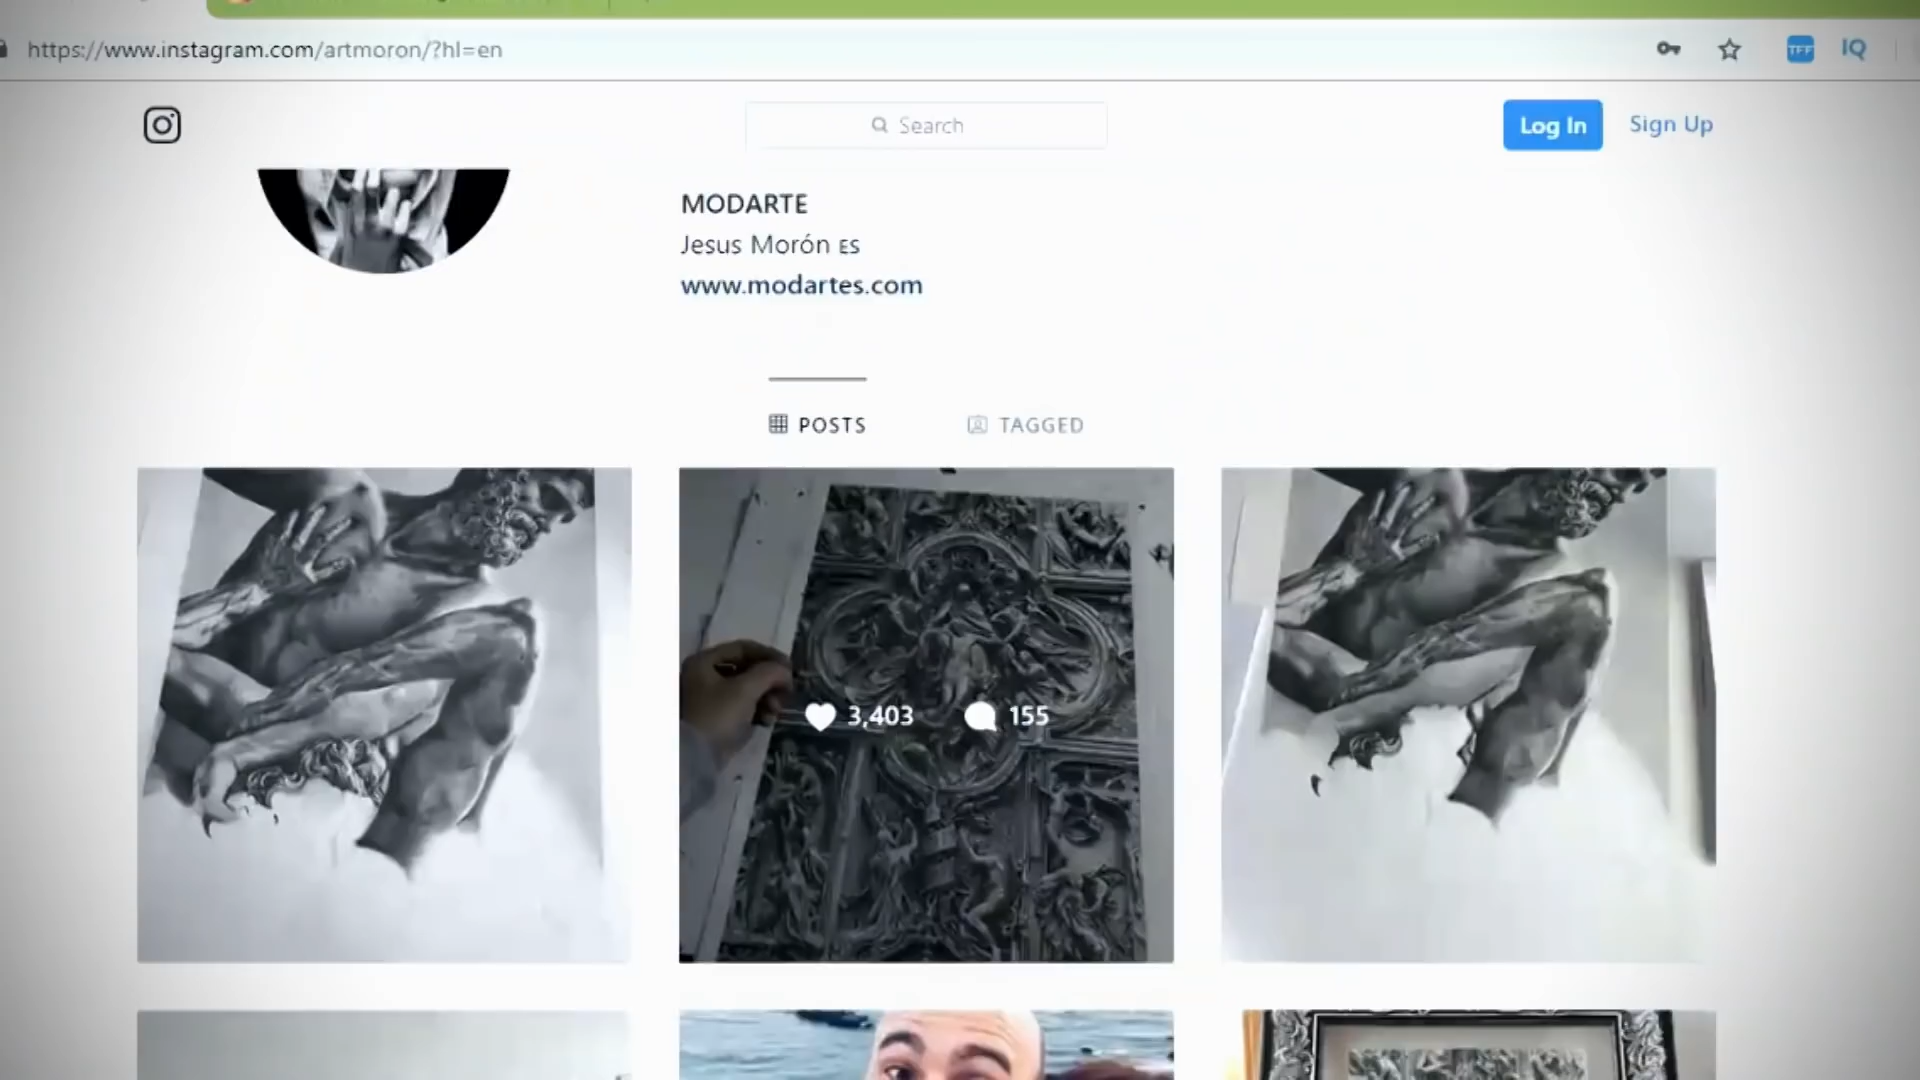 https://www.instagram.com/artmoron/?hl=en
TFF
IQ
Search
Log In
Sign Up
MODARTE
Jesus Morón ES
www.modartes.com
POSTS
TAGGED
3,403
155